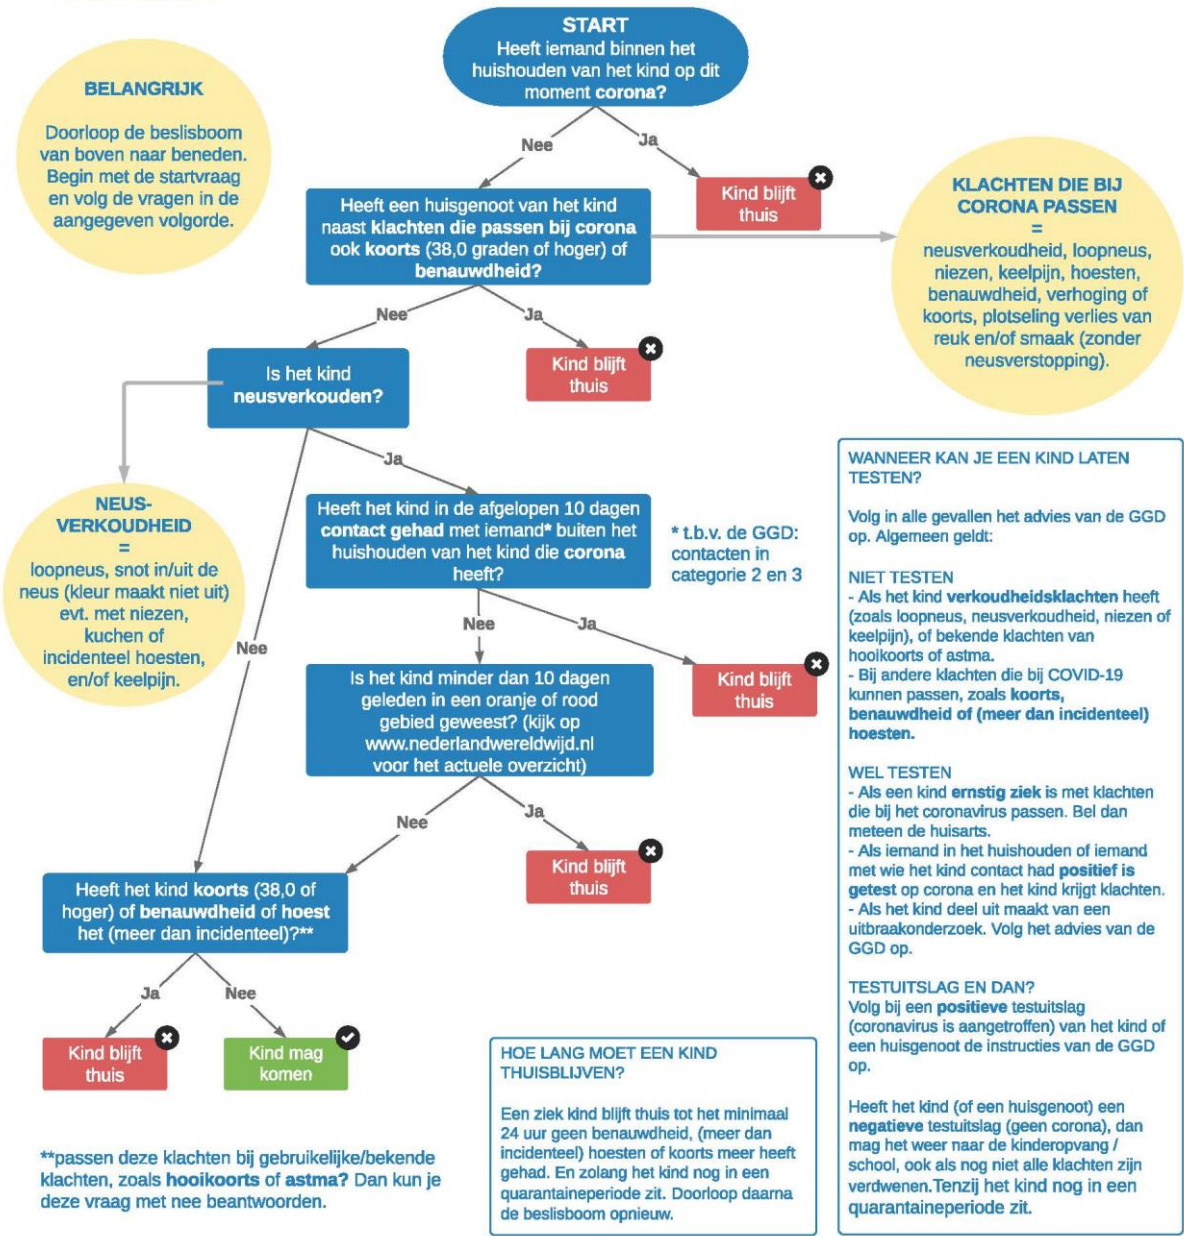 START
Heeft iemand binnen het
huishouden van het kind op dit
moment corona?
BELANGRIJK
Doorloop de beslisboom
van boven naar beneden.
Begin met de startvraag
en volg de vragen in de
aangegeven volgorde.
Nee
Ja
Kind blijft
thuis
Heeft een huisgenoot van het kind
naast klachten die passen bij corona
ook koorts (38,0 graden of hoger) of
benauwdheid?
KLACHTEN DIE BIJ
CORONA PASSEN
=
neusverkoudheid, loopneus,
niezen, keelpijn, hoesten,
benauwdheid, verhoging of
koorts, plotseling verlies van
reuk en/of smaak (zonder
neusverstopping).
Nee
Ja
Kind blijft
thuis
Is het kind
neusverkouden?
Ja
Nee
NEUS-
VERKOUDHEID
=
loopneus, snot in/uit de
neus (kleur maakt niet uit)
evt. met niezen,
kuchen of
incidenteel hoesten,
en/of keelpijn.
Heeft het kind in de afgelopen 10 dagen
contact gehad met iemand* buiten het
huishouden van het kind die corona
heeft?
* t.b.v. de GGD:
contacten in
categorie 2 en 3
Nee
Ja
Kind blijft
thuis
Is het kind minder dan 10 dagen
geleden in een oranje of rood
gebied geweest? (kijk op
www.nederlandwereldwijd.nl
voor het actuele overzicht)
Nee
Ja
Kind blijft
thuis
Heeft het kind koorts (38,0 of
hoger) of benauwdheid of hoest
het (meer dan incidenteel)?**
Ja
Nee
Kind blijft
thuis
Kind mag
komen
**passen deze klachten bij gebruikelijke/bekende
klachten, zoals hooikoorts of astma? Dan kun je
deze vraag met nee beantwoorden.
HOE LANG MOET EEN KIND
THUISBLIJVEN?
Een ziek kind blijft thuis tot het minimaal
24 uur geen benauwdheid, (meer dan
incidenteel) hoesten of koorts meer heeft
gehad. En zolang het kind nog in een
quarantaineperiode zit. Doorloop daarna
de beslisboom opnieuw.
WANNEER KAN JE EEN KIND LATEN
TESTEN?
Volg in alle gevallen het advies van de GGD
op. Algemeen geldt:
NIET TESTEN
- Als het kind verkoudheidsklachten heeft
(zoals loopneus, neusverkoudheid, niezen of
keelpijn), of bekende klachten van
hooikoorts of astma.
- Bij andere klachten die bij COVID-19
kunnen passen, zoals koorts,
benauwdheid of (meer dan incidenteel)
hoesten.
WEL TESTEN
- Als een kind ernstig ziek is met klachten
die bij het coronavirus passen. Bel dan
meteen de huisarts.
- Als iemand in het huishouden of iemand
met wie het kind contact had positief is
getest op corona en het kind krijgt klachten.
- Als het kind deel uit maakt van een
uitbraakonderzoek. Volg het advies van de
GGD op.
TESTUITSLAG EN DAN?
Volg bij een positieve testuitslag
(coronavirus is aangetroffen) van het kind of
een huisgenoot de instructies van de GGD
op.
Heeft het kind (of een huisgenoot) een
negatieve testuitslag (geen corona), dan
mag het weer naar de kinderopvang /
school, ook als nog niet alle klachten zijn
verdwenen.Tenzij het kind nog in een
quarantaineperiode zit.